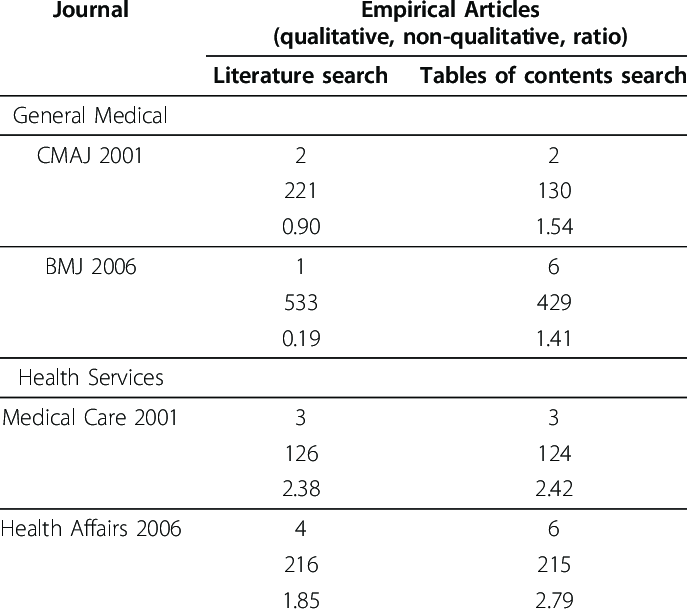 Journal Empirical Articles
(qualitative, non-qualitative, ratio)
Literature search Tables of contents search
General Medical
CMAJ 2001 2 2
221 130
0.90 1.54
BMJ 2006 1 6
533 429
0.19 1.41
Health Services
Medical Care 2001 3 3
126 124
2.38 2.42
Health Affairs 2006 4 6
216 215
1.85 2.79